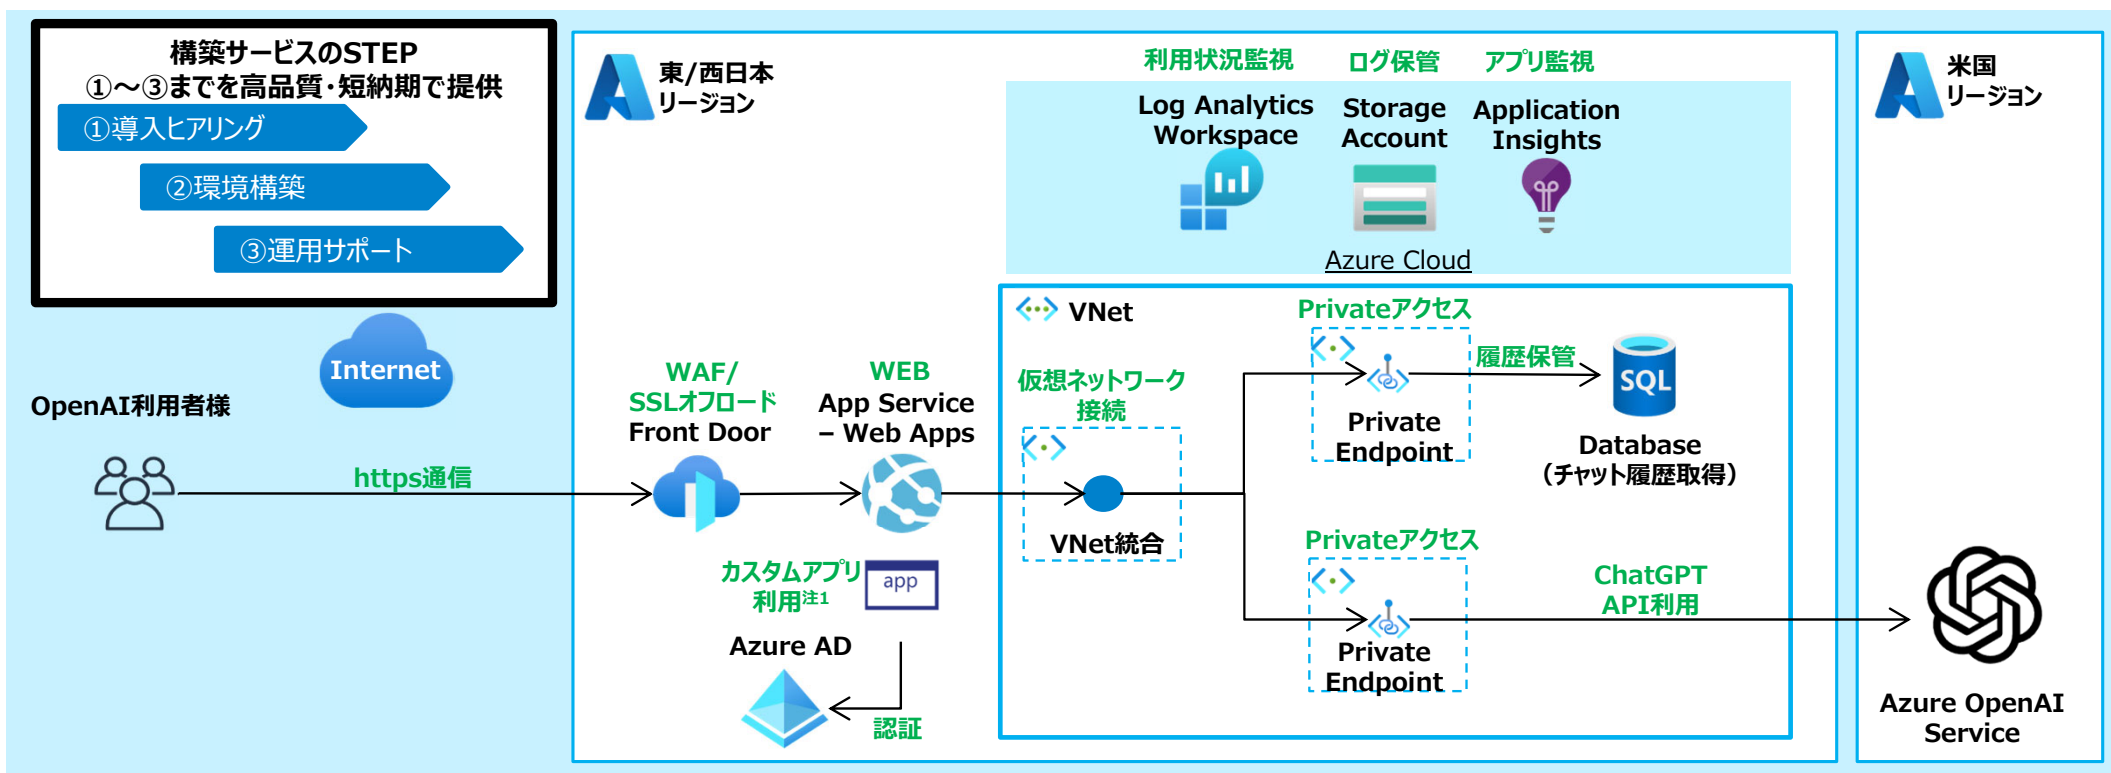 構築サービスのSTEP
①～③までを高品質・短納期で提供
①導入ヒアリング
②環境構築
③運用サポート
Internet
OpenAI利用者様
https通信
東/西日本
リージョン
WAF/
SSLオフロード
Front Door
WEB
App Service
– Web Apps
カスタムアプリ
利用注1
app
Azure AD
認証
利用状況監視
Log Analytics
Workspace
ログ保管
Storage
Account
アプリ監視
Application
Insights
Azure Cloud
VNet
仮想ネットワーク
接続
VNet統合
Privateアクセス
Private
Endpoint
履歴保管
SQL
Database
（チャット履歴取得）
Privateアクセス
Private
Endpoint
ChatGPT
API利用
米国
リージョン
Azure OpenAI
Service